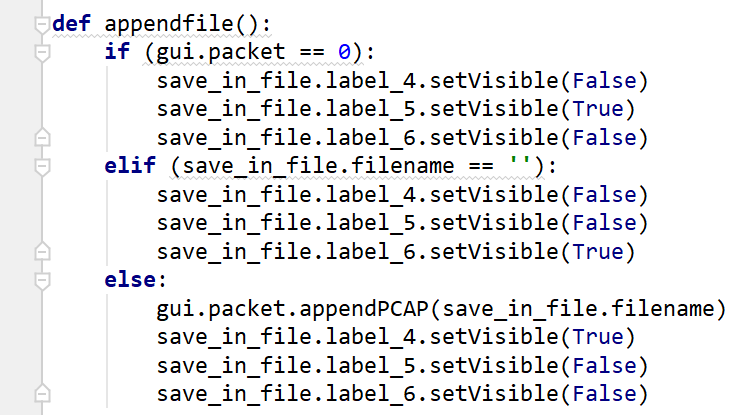 def appendfile():
    if (gui.packet == 0):
        save_in_file.label_4.setVisible(False)
        save_in_file.label_5.setVisible(True)
        save_in_file.label_6.setVisible(False)
    elif (save_in_file.filename == ''):
        save_in_file.label_4.setVisible(False)
        save_in_file.label_5.setVisible(False)
        save_in_file.label_6.setVisible(True)
    else:
        gui.packet.appendPCAP(save_in_file.filename)
        save_in_file.label_4.setVisible(True)
        save_in_file.label_5.setVisible(False)
        save_in_file.label_6.setVisible(False)